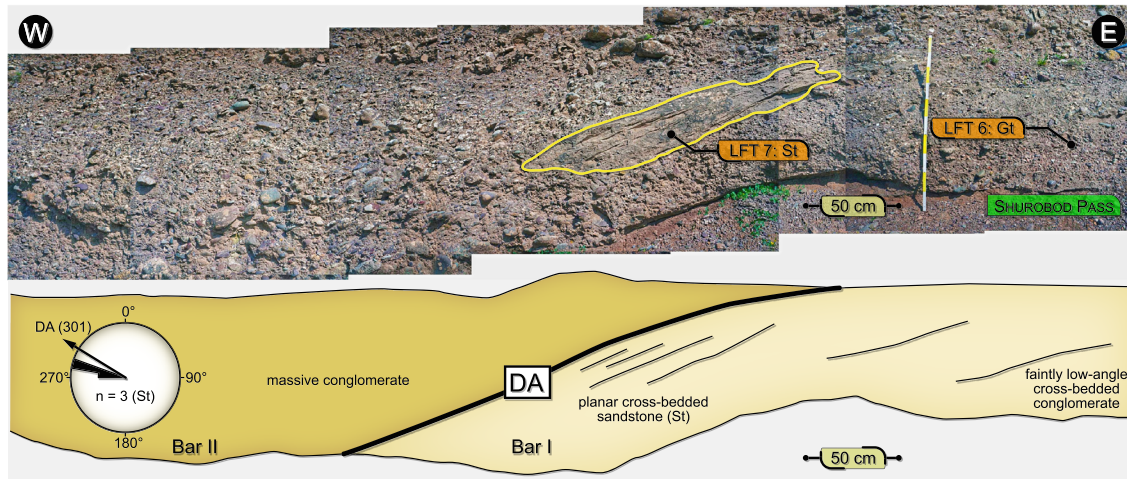 W
E
LFT 6: Gt
LFT 7: St
50 cm
SHUROBOD PASS
0°
DA (301)
270°
90°
n = 3 (St)
180°
massive conglomerate
DA
planar cross-bedded
sandstone (St)
faintly low-angle
cross-bedded
conglomerate
Bar II
Bar I
50 cm